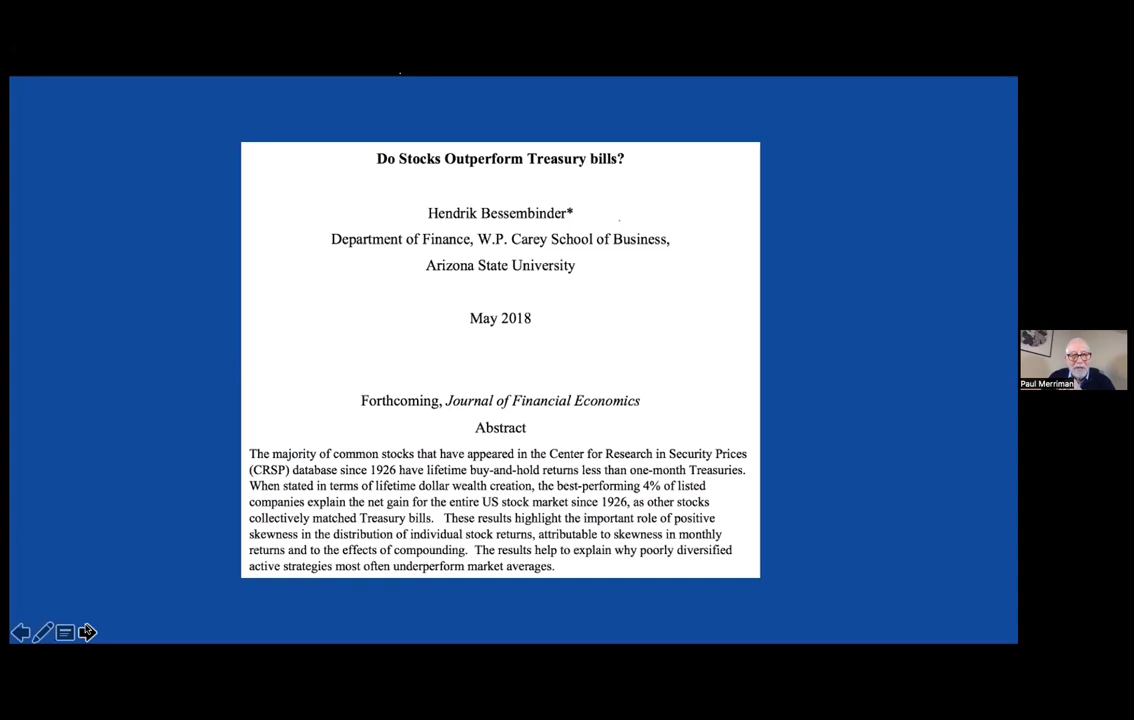 Do Stocks Outperform Treasury bills?
Hendrik Bessembinder*
Department of Finance, W.P. Carey School of Business,
Arizona State University
May 2018
Forthcoming, Journal of Financial Economics
Abstract
The majority of common stocks that have appeared in the Center for Research in Security Prices
(CRSP) database since 1926 have lifetime buy-and-hold returns less than one-month Treasuries.
When stated in terms of lifetime dollar wealth creation, the best-performing 4% of listed
companies explain the net gain for the entire US stock market since 1926, as other stocks
collectively matched Treasury bills. These results highlight the important role of positive
skewness in the distribution of individual stock returns, attributable to skewness in monthly
returns and to the effects of compounding. The results help to explain why poorly diversified
active strategies most often underperform market averages.
Paul Merriman